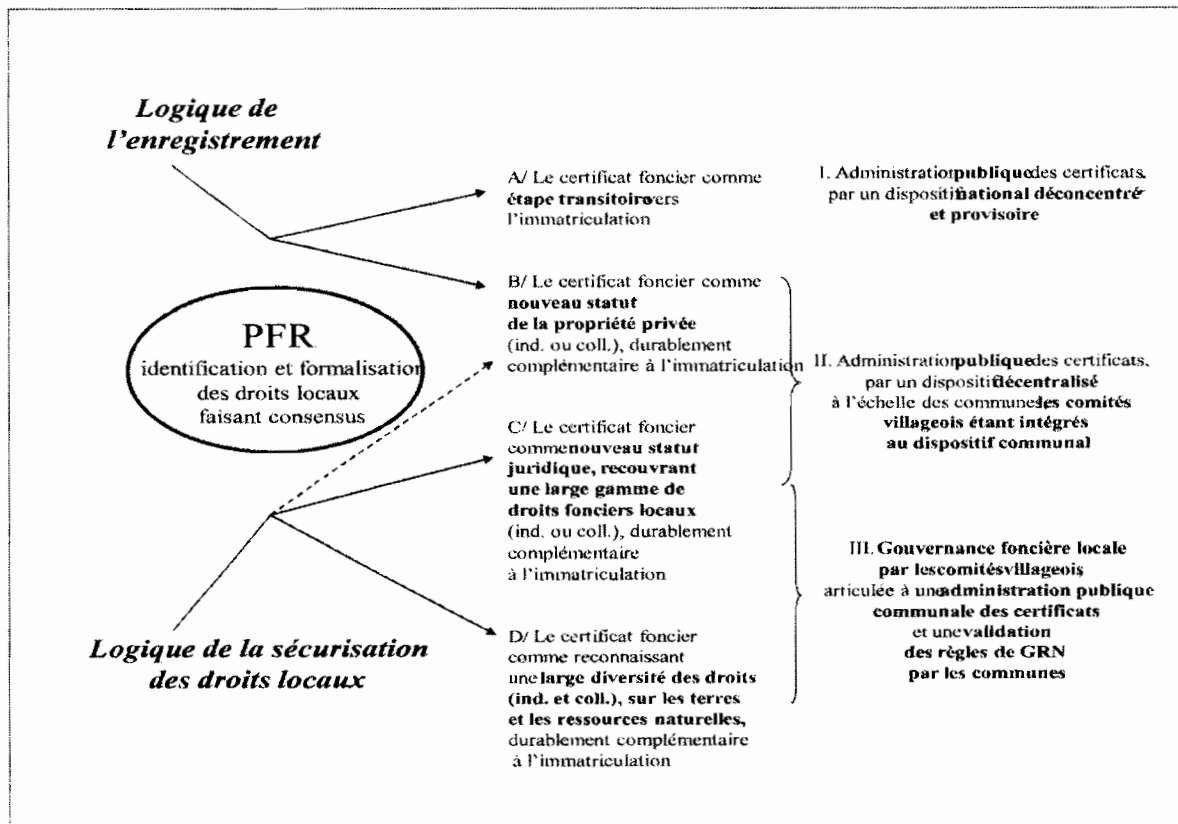 Logique de
l'enregistrement
A/ Le certificat foncier comme
étape transitoirevers
l'immatriculation
I. Administrationpubliquedes certificats,
par un dispositifnational déconcentré
et provisoire
B/ Le certificat foncier comme
nouveau statut
de la propriété privée
(ind. ou coll.), durablement
complémentaire à l'immatriculation
PFR
identification et formalisation
des droits locaux
faisant consensus
II. Administrationpubliquedes certificats,
par un dispositifdécentralisé
à l'échelle des communes,les comités
villageois étant intégrés
au dispositif communal
C/ Le certificat foncier
commenouveau statut
juridique, recouvrant
une large gamme de
droits fonciers locaux
(ind. ou coll.), durablement
complémentaire
à l'immatriculation
III. Gouvernance foncière locale
par lescomitésvillageois
articulée à uneadministration publique
communale des certificats
et unevalidation
des règles de GRN
par les communes
Logique de la sécurisation
des droits locaux
D/ Le certificat foncier
comme reconnaissant
unelarge diversité des droits
(ind. et coll.), sur les terres
et les ressources naturelles,
durablement complémentaire
à l'immatriculation